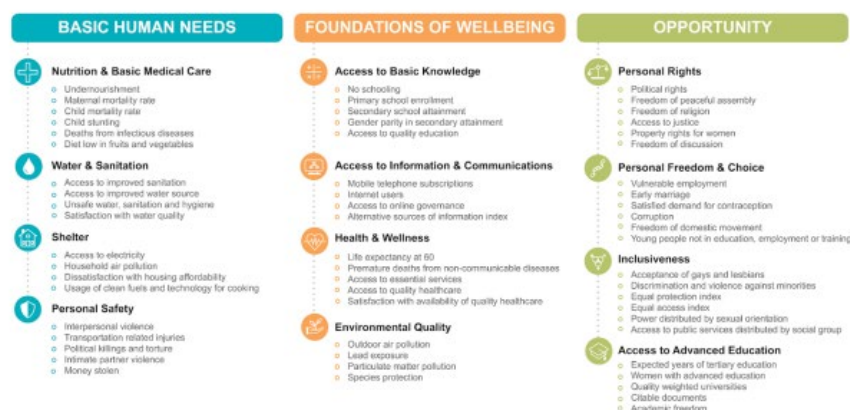 BASIC HUMAN NEEDS
Nutrition & Basic Medical Care
Undernourishment
Maternal mortality rate
Child mortality rate
Child stunting
Deaths from infectious diseases
Diet low in fruits and vegetables
Water & Sanitation
Access to improved sanitation
Access to improved water source
Unsafe water, sanitation and hygiene
Satisfaction with water quality
Shelter
Access to electricity
Household air pollution
Dissatisfaction with housing affordability
Usage of clean fuels and technology for cooking
Personal Safety
Interpersonal violence
Transportation related injuries
Political killings and torture
Intimate partner violence
Money stolen
FOUNDATIONS OF WELLBEING
Access to Basic Knowledge
No schooling
Primary school enrollment
Secondary school attainment
Gender parity in secondary attainment
Access to quality education
Access to Information & Communications
Mobile telephone subscriptions
Internet users
Access to online governance
Alternative sources of information index
Health & Wellness
Life expectancy at 60
Premature deaths from non-communicable diseases
Access to essential services
Access to quality healthcare
Satisfaction with availability of quality healthcare
Environmental Quality
Outdoor air pollution
Lead exposure
Particulate matter pollution
Species protection
OPPORTUNITY
Personal Rights
Political rights
Freedom of peaceful assembly
Freedom of religion
Access to justice
Property rights for women
Freedom of discussion
Personal Freedom & Choice
Vulnerable employment
Early marriage
Satisfied demand for contraception
Corruption
Freedom of domestic movement
Young people not in education, employment or training
Inclusiveness
Acceptance of gays and lesbians
Discrimination and violence against minorities
Equal protection index
Equal access index
Power distributed by sexual orientation
Access to public services distributed by social group
Access to Advanced Education
Expected years of tertiary education
Women with advanced education
Quality weighted universities
Citable documents
Academic freedom